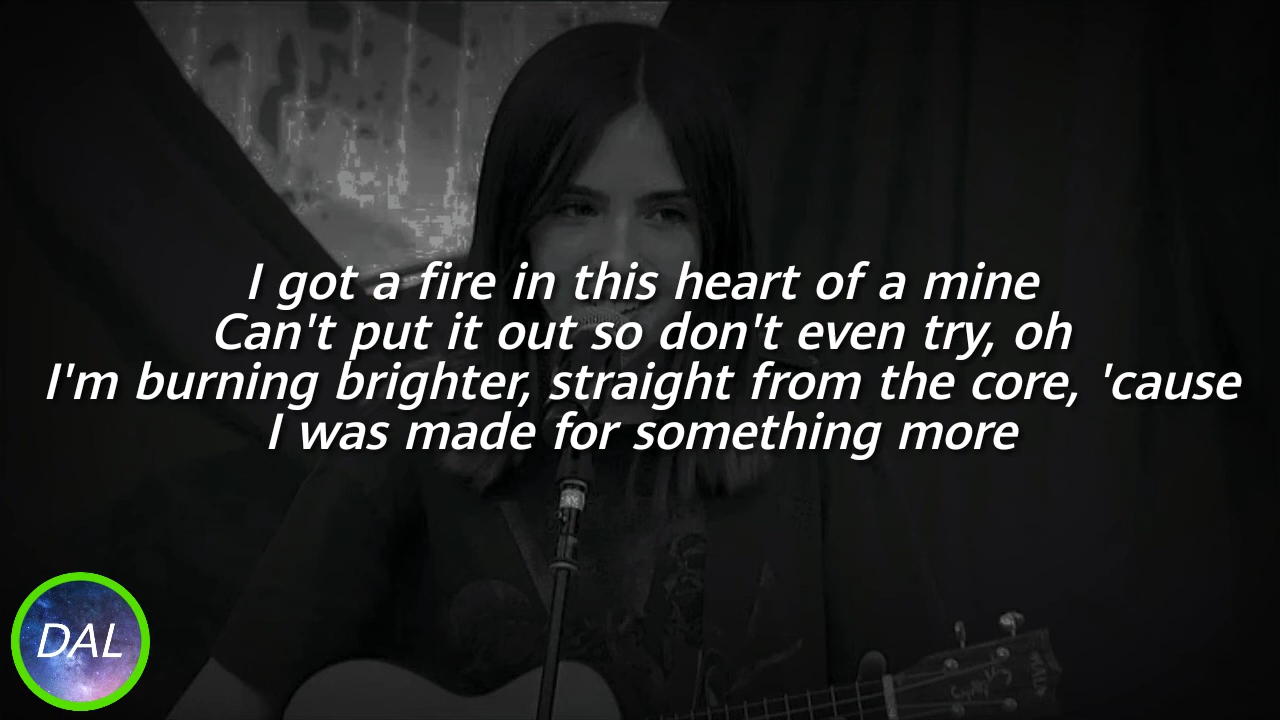 I got a fire in this heart of a mine
Can't put it out so don't even try, oh
I'm burning brighter, straight from the core, 'cause
I was made for something more
DAL